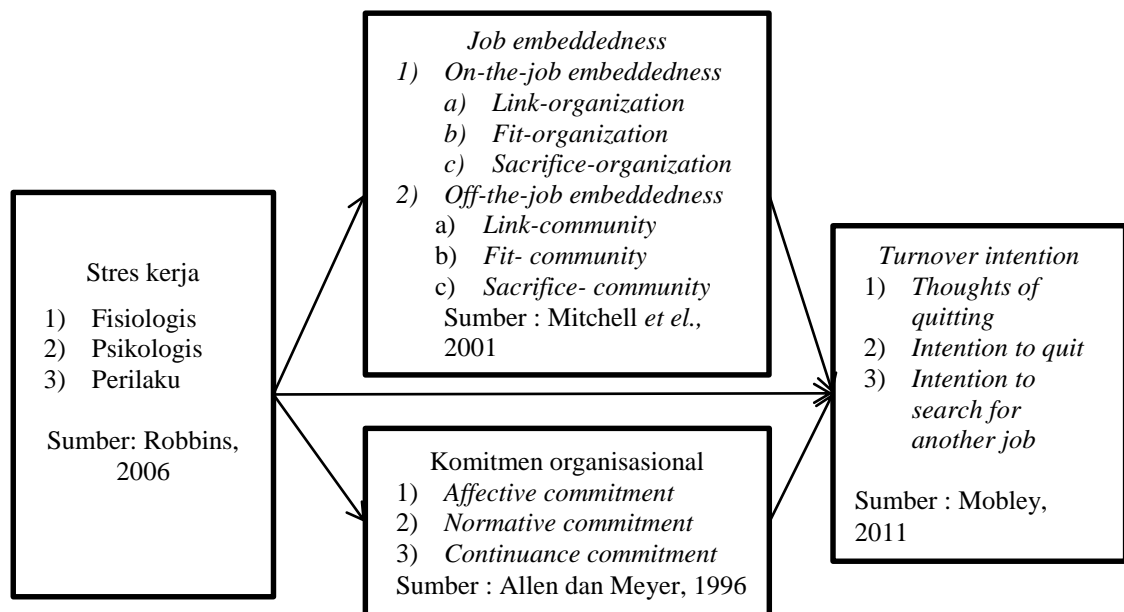 Job embeddedness
1) On-the-job embeddedness
a) Link-organization
b) Fit-organization
c) Sacrifice-organization
2) Off-the-job embeddedness
a) Link-community
b) Fit- community
c) Sacrifice- community
Sumber : Mitchell et el.,
2001
Stres kerja
1) Fisiologis
2) Psikologis
3) Perilaku
Sumber: Robbins,
2006
Komitmen organisasional
1) Affective commitment
2) Normative commitment
3) Continuance commitment
Sumber : Allen dan Meyer, 1996
Turnover intention
1) Thoughts of
quitting
2) Intention to quit
3) Intention to
search for
another job
Sumber : Mobley,
2011